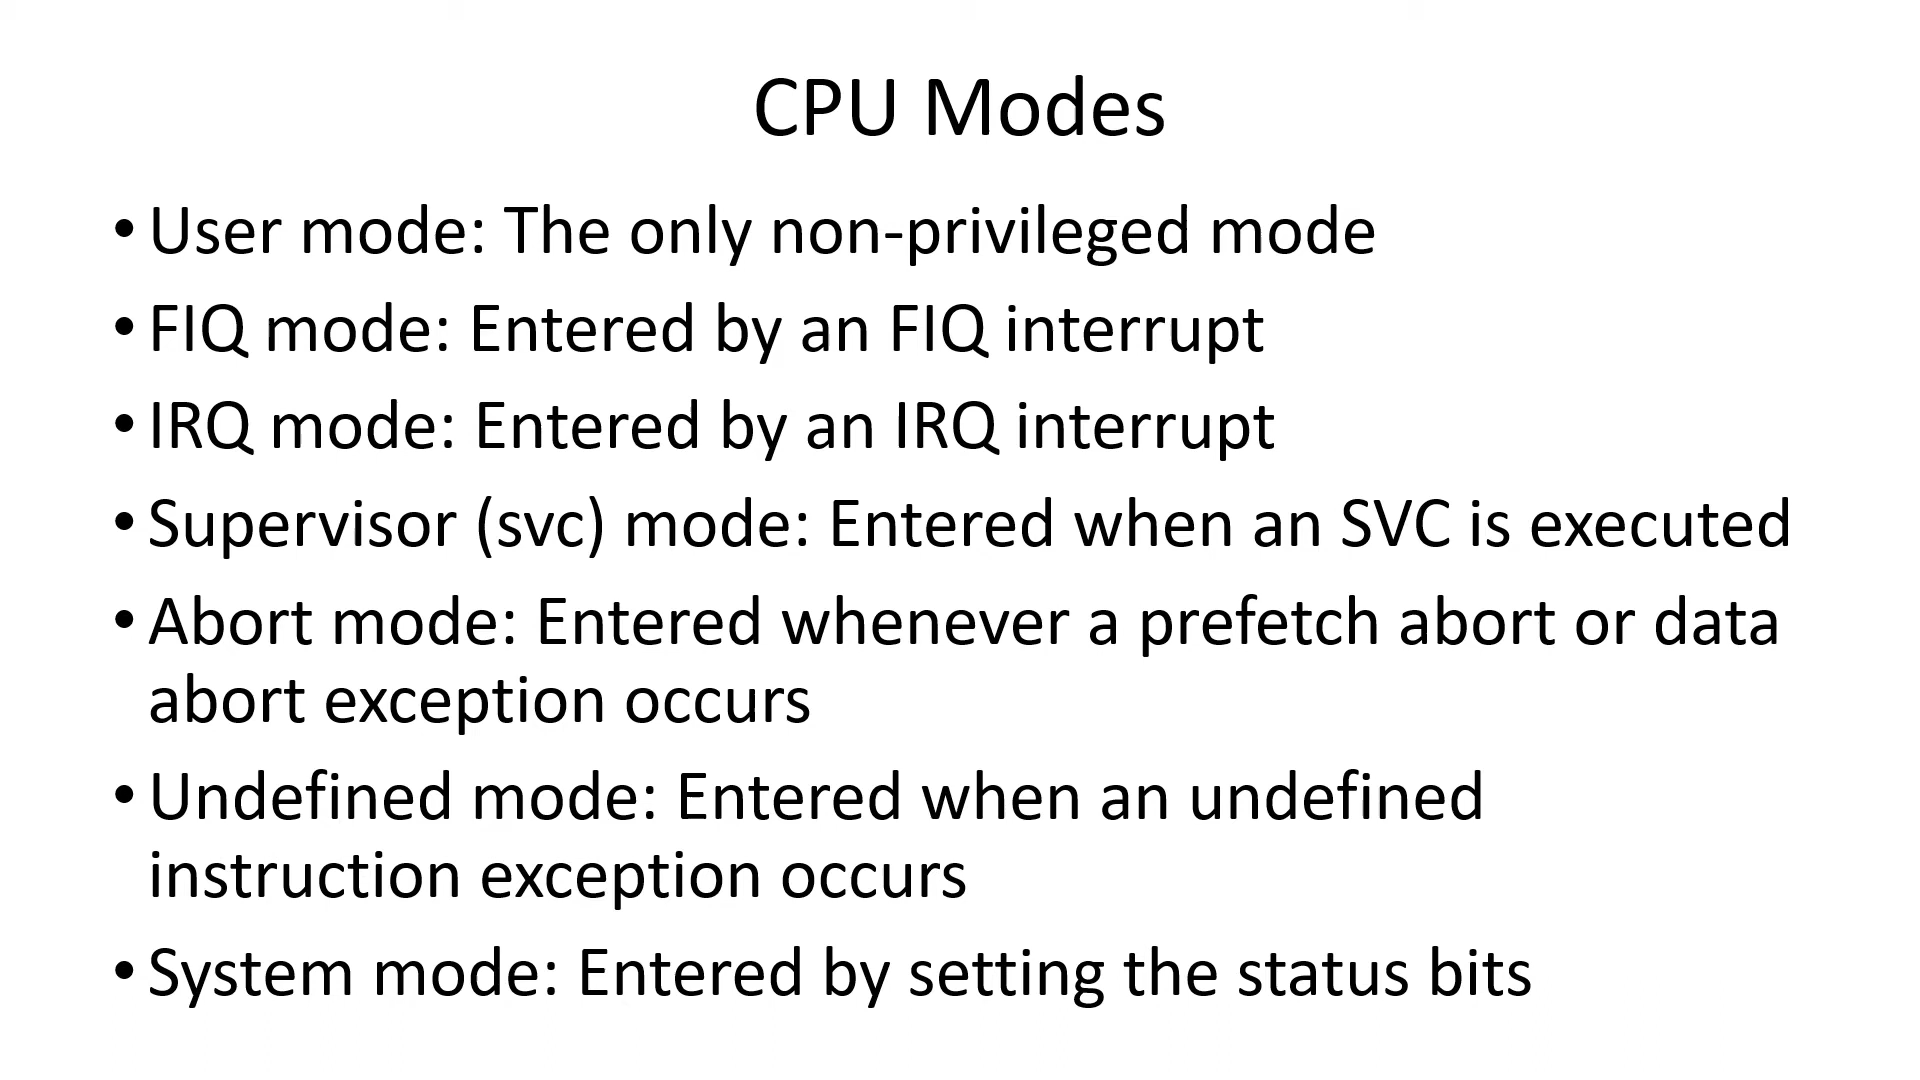 CPU Modes
• User mode: The only non-privileged mode
• FIQ mode: Entered by an FIQ interrupt
• IRQ mode: Entered by an IRQ interrupt
• Supervisor (svc) mode: Entered when an SVC is executed
• Abort mode: Entered whenever a prefetch abort or data
abort exception occurs
• Undefined mode: Entered when an undefined
instruction exception occurs
• System mode: Entered by setting the status bits